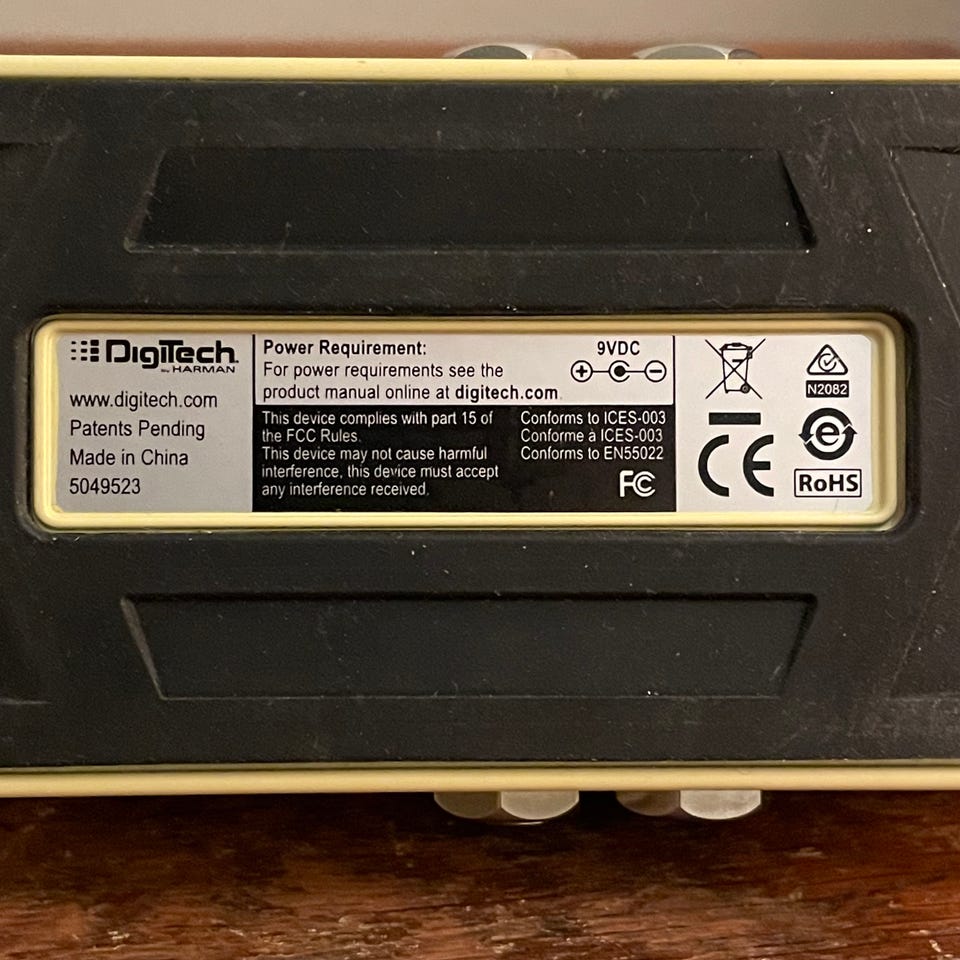 DigiTech
by HARMAN
www.digitech.com
Patents Pending
Made in China
5049523
Power Requirement:
For power requirements see the
product manual online at digitech.com.
9VDC
This device complies with part 15 of
the FCC Rules.
This device may not cause harmful
interference, this device must accept
any interference received.
Conforms to ICES-003
Conforme à ICES-003
Conforms to EN55022
FC
CE
N2082
e
RoHS